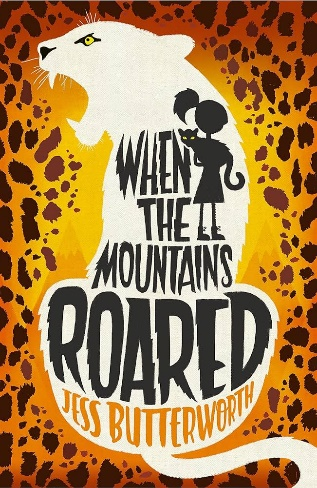 WHEN
THE
MOUNTAINS
ROARED
JESS BUTTERWORTH